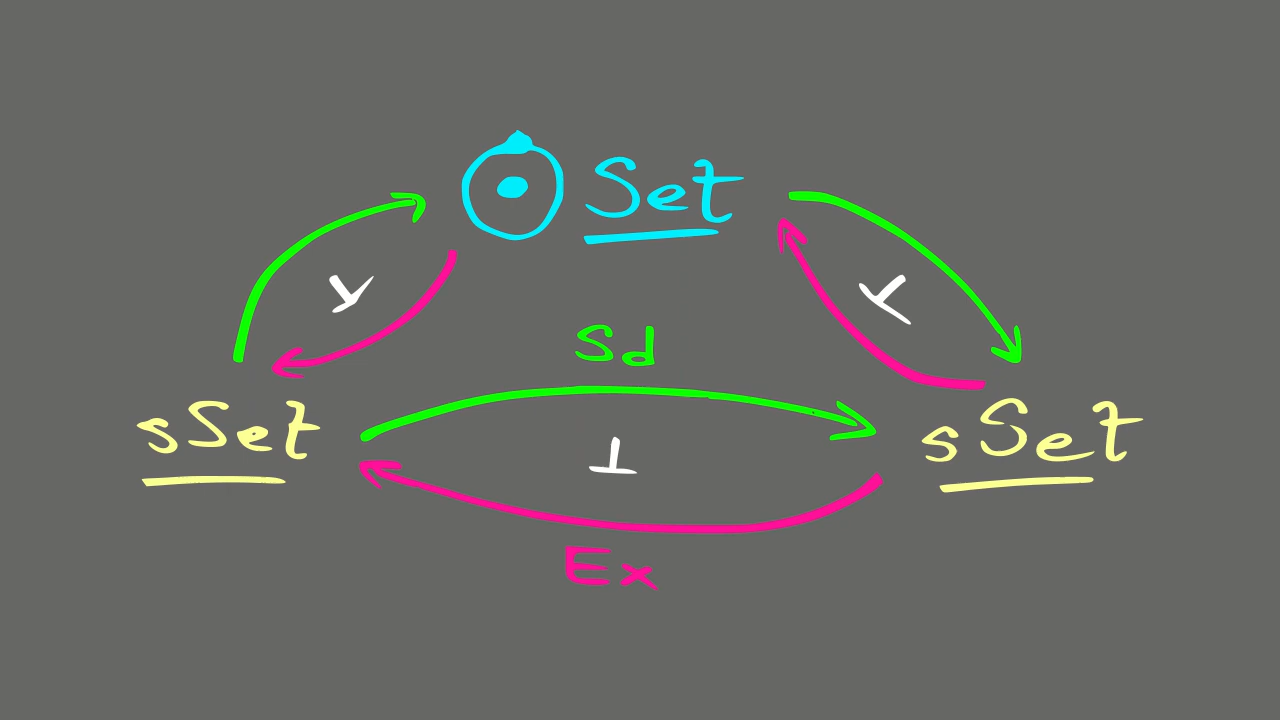 ⊙ Set
⊥ ⊥
Sd
sSet ⊥ sSet
Ex